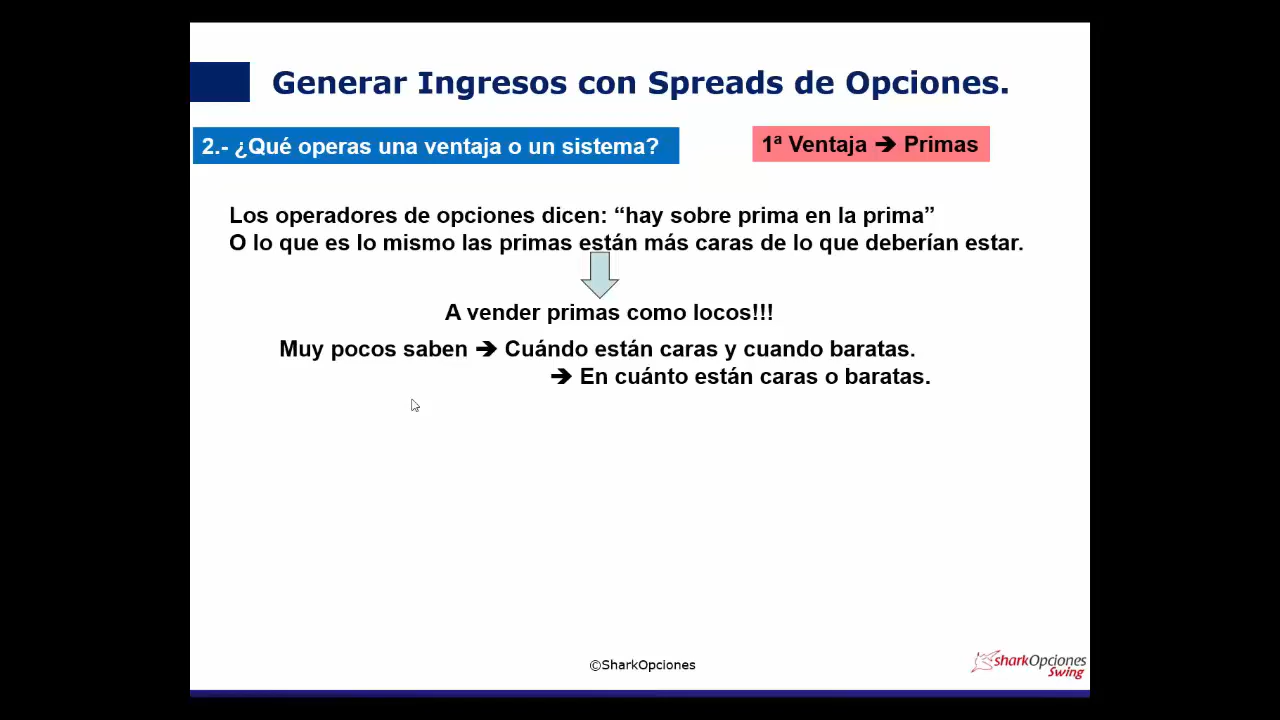 Generar Ingresos con Spreads de Opciones.
2.- ¿Qué operas una ventaja o un sistema?
1ª Ventaja ➔ Primas
Los operadores de opciones dicen: “hay sobre prima en la prima”
O lo que es lo mismo las primas están más caras de lo que deberían estar.
A vender primas como locos!!!
Muy pocos saben ➔ Cuándo están caras y cuando baratas.
➔ En cuánto están caras o baratas.
©SharkOpciones
sharkOpciones
Swing